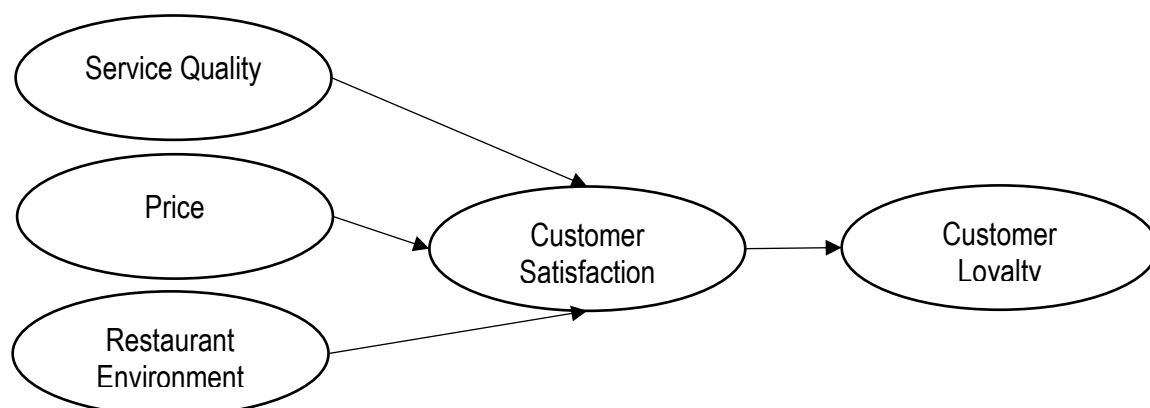 Service Quality
Price
Restaurant
Environment
Customer
Satisfaction
Customer
Loyalty